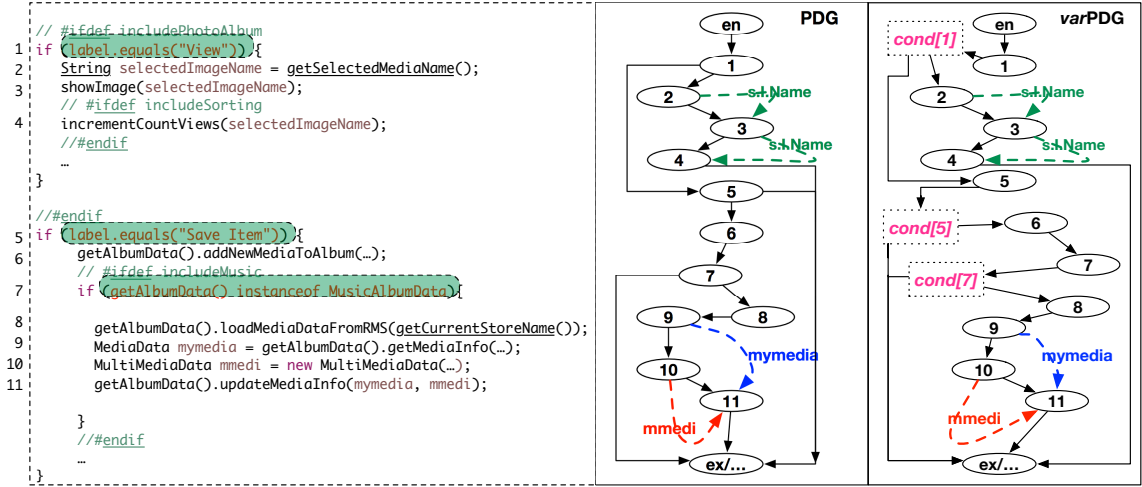 // #ifdef includePhotoAlbum
1 if (label.equals("View")) {
2 String selectedImageName = getSelectedMediaName();
3 showImage(selectedImageName);
// #ifdef includeSorting
4 incrementCountViews(selectedImageName);
//#endif
…
}
//#endif
5 if (label.equals("Save Item")) {
6 getAlbumData().addNewMediaToAlbum(…);
// #ifdef includeMusic
7 if (getAlbumData() instanceof MusicAlbumData){
8 getAlbumData().loadMediaDataFromRMS(getCurrentStoreName());
9 MediaData mymedia = getAlbumData().getMediaInfo(…);
10 MultiMediaData mmedi = new MultiMediaData(…);
11 getAlbumData().updateMediaInfo(mymedia, mmedi);
}
//#endif
…
}
PDG
en
1
2
s.I.Name
3
s.I.Name
4
5
6
7
9
8
mymedia
10
11
mmedi
ex/...
varPDG
en
cond[1]
1
2
s.I.Name
3
s.I.Name
4
5
cond[5]
6
7
cond[7]
8
9
mymedia
10
11
mmedi
ex/...